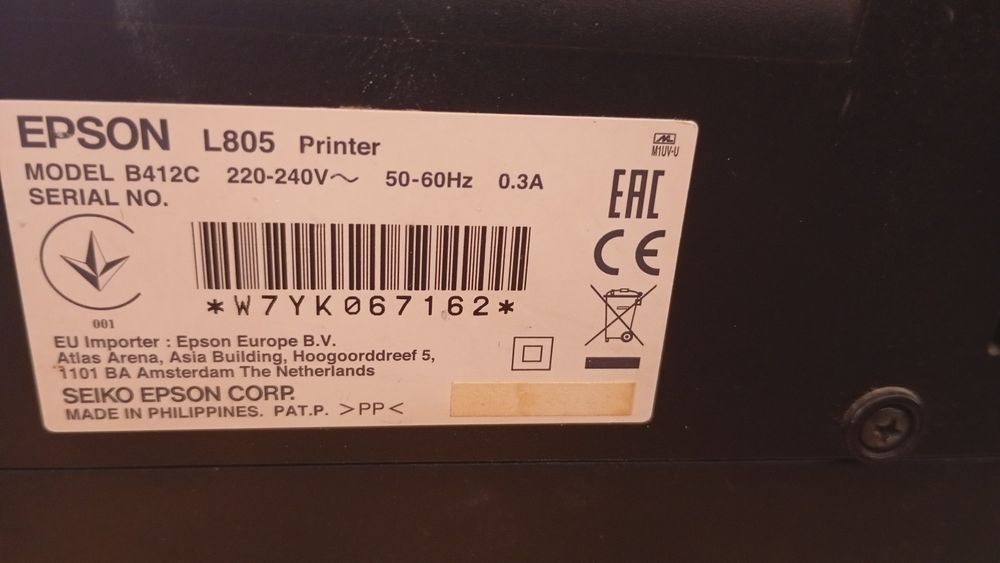 EPSON L805 Printer
MODEL B412C 220-240V～ 50-60Hz 0.3A
SERIAL NO.
M1UV-U
EAC
CE
*W7YK067162*
001
EU Importer : Epson Europe B.V.
Atlas Arena, Asia Building, Hoogoorddreef 5,
1101 BA Amsterdam The Netherlands
SEIKO EPSON CORP.
MADE IN PHILIPPINES. PAT.P. >PP<